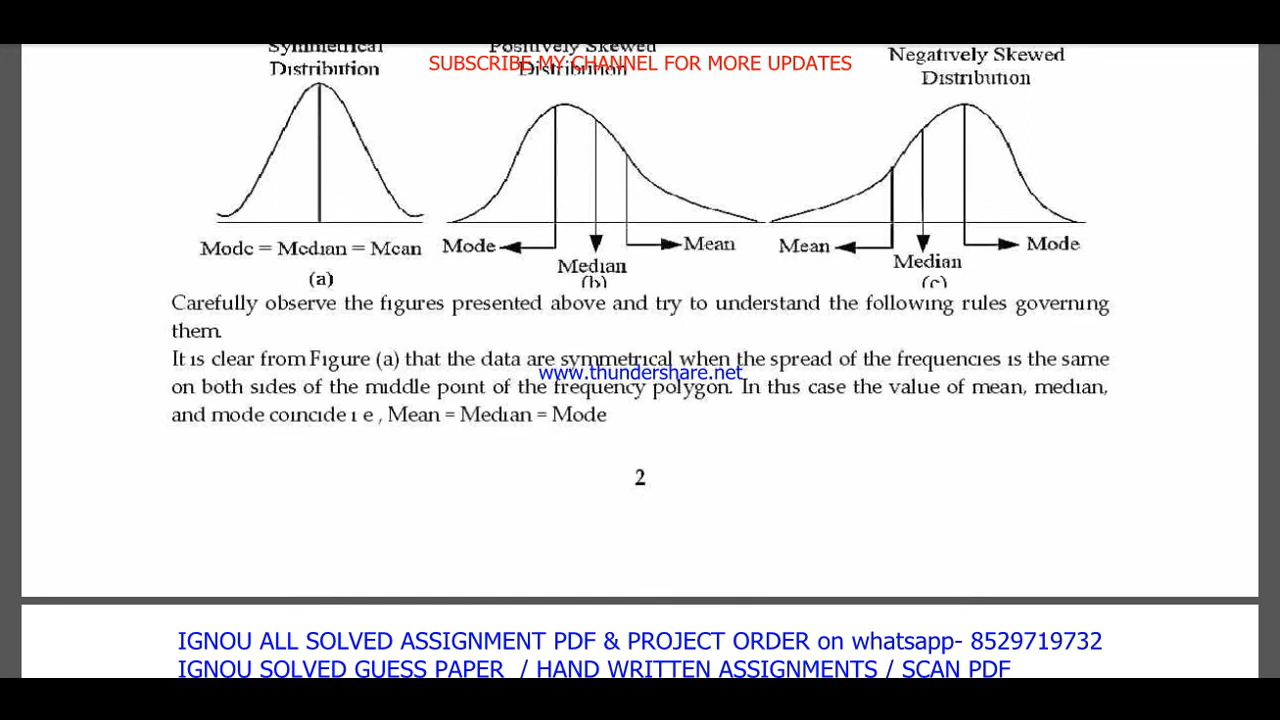 Symmetrical
Distribution
Positively Skewed
Distribution
SUBSCRIBE MY CHANNEL FOR MORE UPDATES
Negatively Skewed
Distribution
Mode = Median = Mean
(a)
Mode
Mean
Median
(b)
Mean
Mode
Median
(c)
Carefully observe the figures presented above and try to understand the following rules governing
them.
It is clear from Figure (a) that the data are symmetrical when the spread of the frequencies is the same
www.thundershare.net
on both sides of the middle point of the frequency polygon. In this case the value of mean, median,
and mode coincide i e , Mean = Median = Mode
2
IGNOU ALL SOLVED ASSIGNMENT PDF & PROJECT ORDER on whatsapp- 8529719732
IGNOU SOLVED GUESS PAPER / HAND WRITTEN ASSIGNMENTS / SCAN PDF